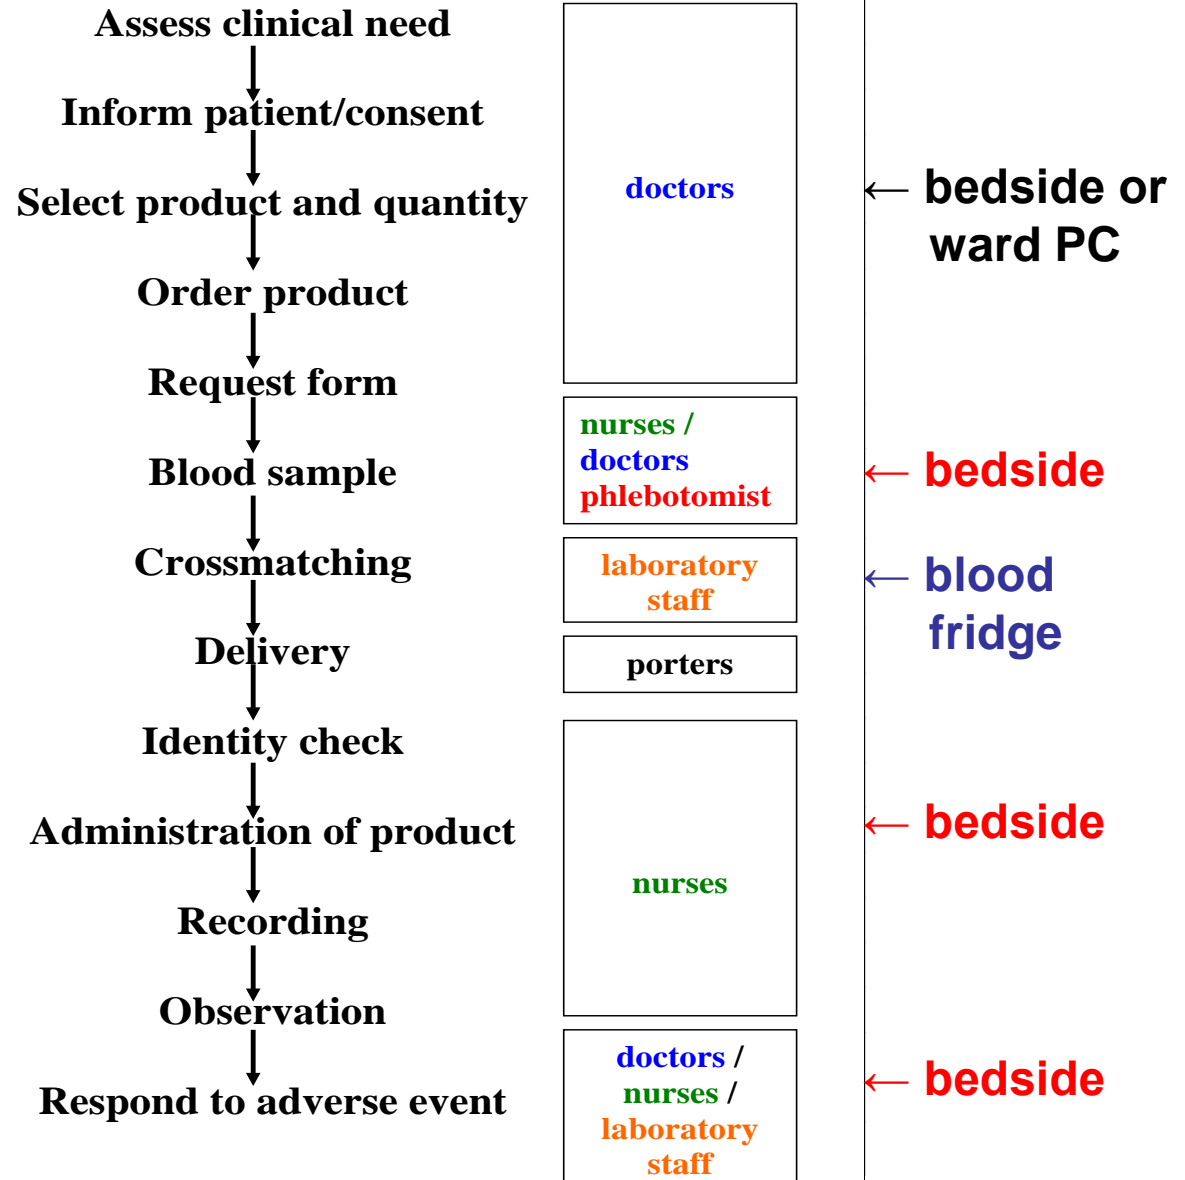 Assess clinical need
Inform patient/consent
Select product and quantity
Order product
Request form
Blood sample
Crossmatching
Delivery
Identity check
Administration of product
Recording
Observation
Respond to adverse event
doctors
nurses /
doctors
phlebotomist
laboratory
staff
porters
nurses
doctors /
nurses /
laboratory
staff
← bedside or
ward PC
← bedside
← blood
fridge
← bedside
← bedside